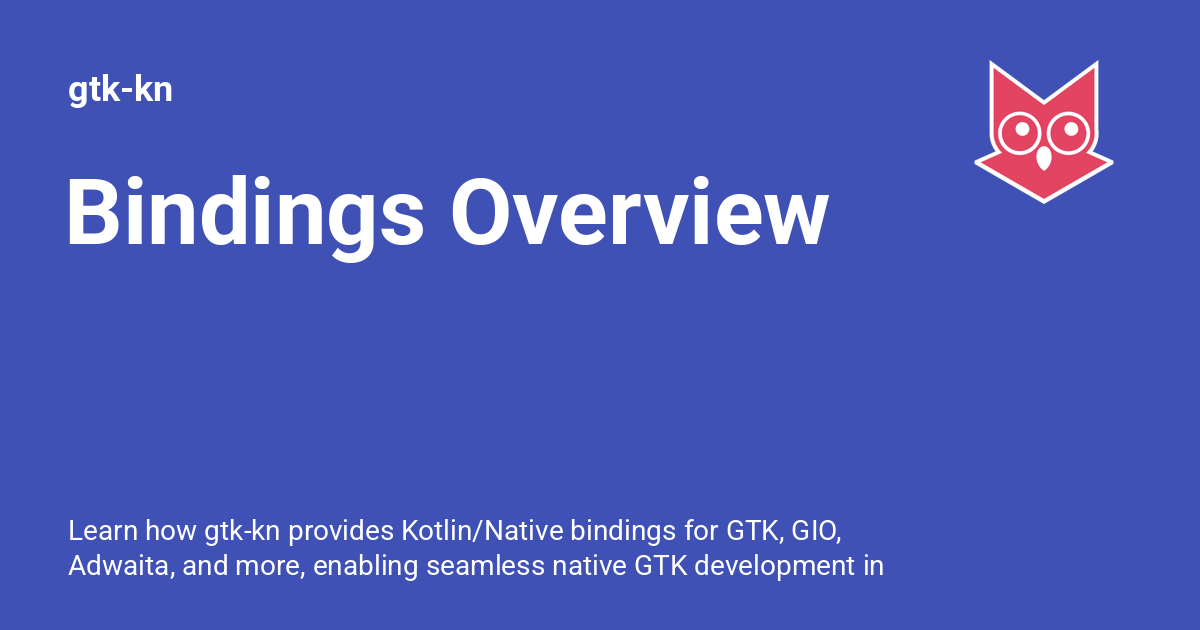 gtk-kn
Bindings Overview
Learn how gtk-kn provides Kotlin/Native bindings for GTK, GIO,
Adwaita, and more, enabling seamless native GTK development in